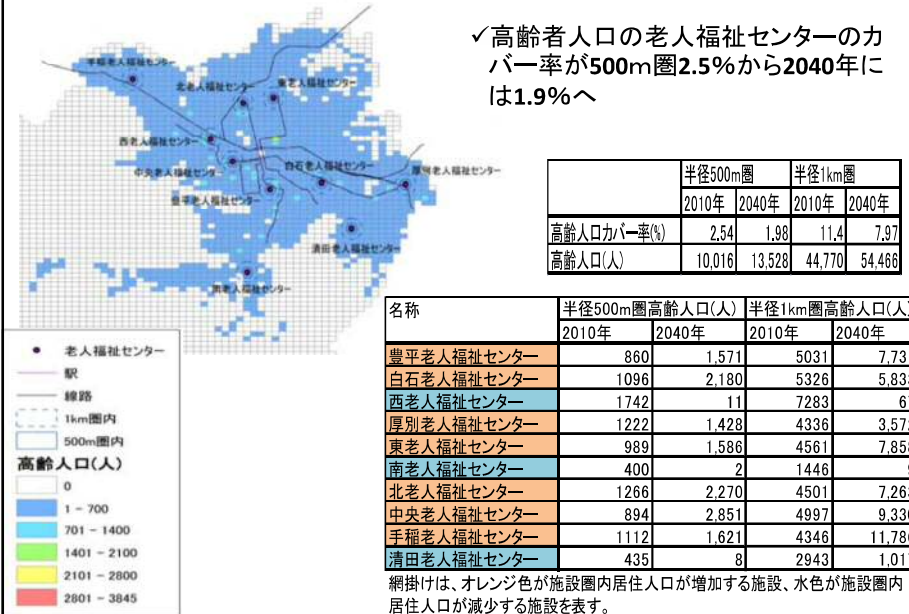 ✓高齢者人口の老人福祉センターのカ
バー率が500ｍ圏2.5%から2040年に
は1.9%へ
手稲老人福祉センター
北老人福祉センター
東老人福祉センター
西老人福祉センター
中央老人福祉センター
白石老人福祉センター
厚別老人福祉センター
豊平老人福祉センター
清田老人福祉センター
南老人福祉センター
半径500m圏 半径1km圏
2010年 2040年 2010年 2040年
高齢人口カバー率(%) 2.54 1.98 11.4 7.97
高齢人口(人) 10,016 13,528 44,770 54,466
名称 半径500m圏高齢人口(人) 半径1km圏高齢人口(人)
2010年 2040年 2010年 2040年
豊平老人福祉センター 860 1,571 5031
白石老人福祉センター 1096 2,180 5326
西老人福祉センター 1742 11 7283
厚別老人福祉センター 1222 1,428 4336
東老人福祉センター 989 1,586 4561
南老人福祉センター 400 2 1446
北老人福祉センター 1266 2,270 4501
中央老人福祉センター 894 2,851 4997
手稲老人福祉センター 1112 1,621 4346
清田老人福祉センター 435 8 2943
網掛けは、オレンジ色が施設圏内居住人口が増加する施設、水色が施設圏内
居住人口が減少する施設を表す。
老人福祉センター
駅
線路
1km圏内
500m圏内
高齢人口(人)
0
1 - 700
701 - 1400
1401 - 2100
2101 - 2800
2801 - 3845